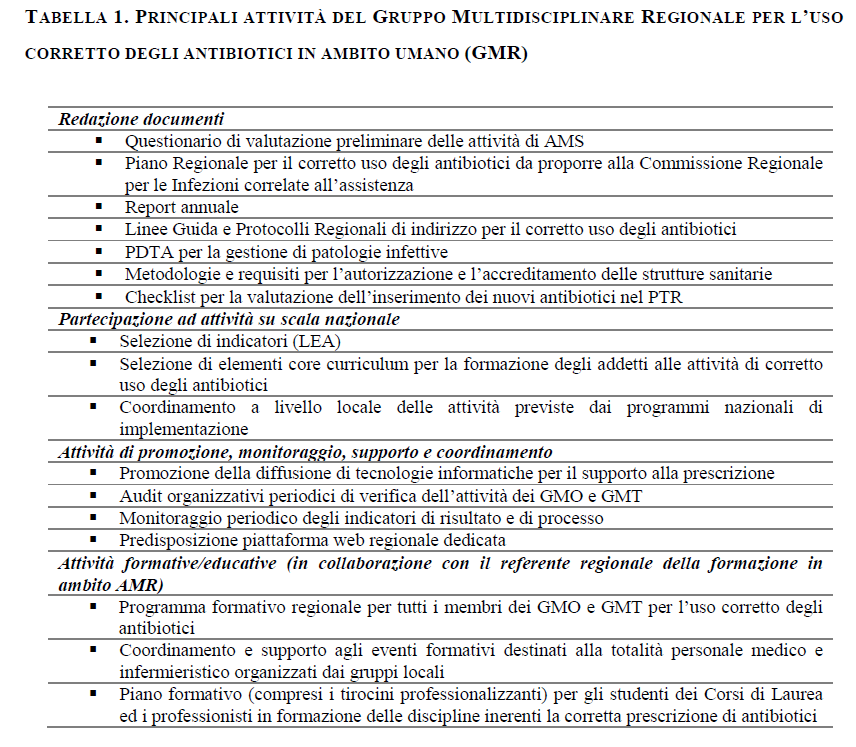 TABELLA 1. PRINCIPALI ATTIVITÀ DEL GRUPPO MULTIDISCIPLINARE REGIONALE PER L'USO
CORRETTO DEGLI ANTIBIOTICI IN AMBITO UMANO (GMR)
Redazione documenti
▪ Questionario di valutazione preliminare delle attività di AMS
▪ Piano Regionale per il corretto uso degli antibiotici da proporre alla Commissione Regionale
per le Infezioni correlate all'assistenza
▪ Report annuale
▪ Linee Guida e Protocolli Regionali di indirizzo per il corretto uso degli antibiotici
▪ PDTA per la gestione di patologie infettive
▪ Metodologie e requisiti per l'autorizzazione e l'accreditamento delle strutture sanitarie
▪ Checklist per la valutazione dell'inserimento dei nuovi antibiotici nel PTR
Partecipazione ad attività su scala nazionale
▪ Selezione di indicatori (LEA)
▪ Selezione di elementi core curriculum per la formazione degli addetti alle attività di corretto
uso degli antibiotici
▪ Coordinamento a livello locale delle attività previste dai programmi nazionali di
implementazione
Attività di promozione, monitoraggio, supporto e coordinamento
▪ Promozione della diffusione di tecnologie informatiche per il supporto alla prescrizione
▪ Audit organizzativi periodici di verifica dell'attività dei GMO e GMT
▪ Monitoraggio periodico degli indicatori di risultato e di processo
▪ Predisposizione piattaforma web regionale dedicata
Attività formative/educative (in collaborazione con il referente regionale della formazione in
ambito AMR)
▪ Programma formativo regionale per tutti i membri dei GMO e GMT per l'uso corretto degli
antibiotici
▪ Coordinamento e supporto agli eventi formativi destinati alla totalità personale medico e
infermieristico organizzati dai gruppi locali
▪ Piano formativo (compresi i tirocini professionalizzanti) per gli studenti dei Corsi di Laurea
ed i professionisti in formazione delle discipline inerenti la corretta prescrizione di antibiotici